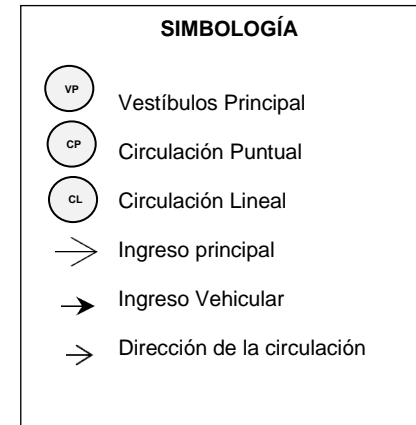 SIMBOLOGÍA
VP Vestíbulos Principal
CP Circulación Puntual
CL Circulación Lineal
Ingreso principal
Ingreso Vehicular
Dirección de la circulación